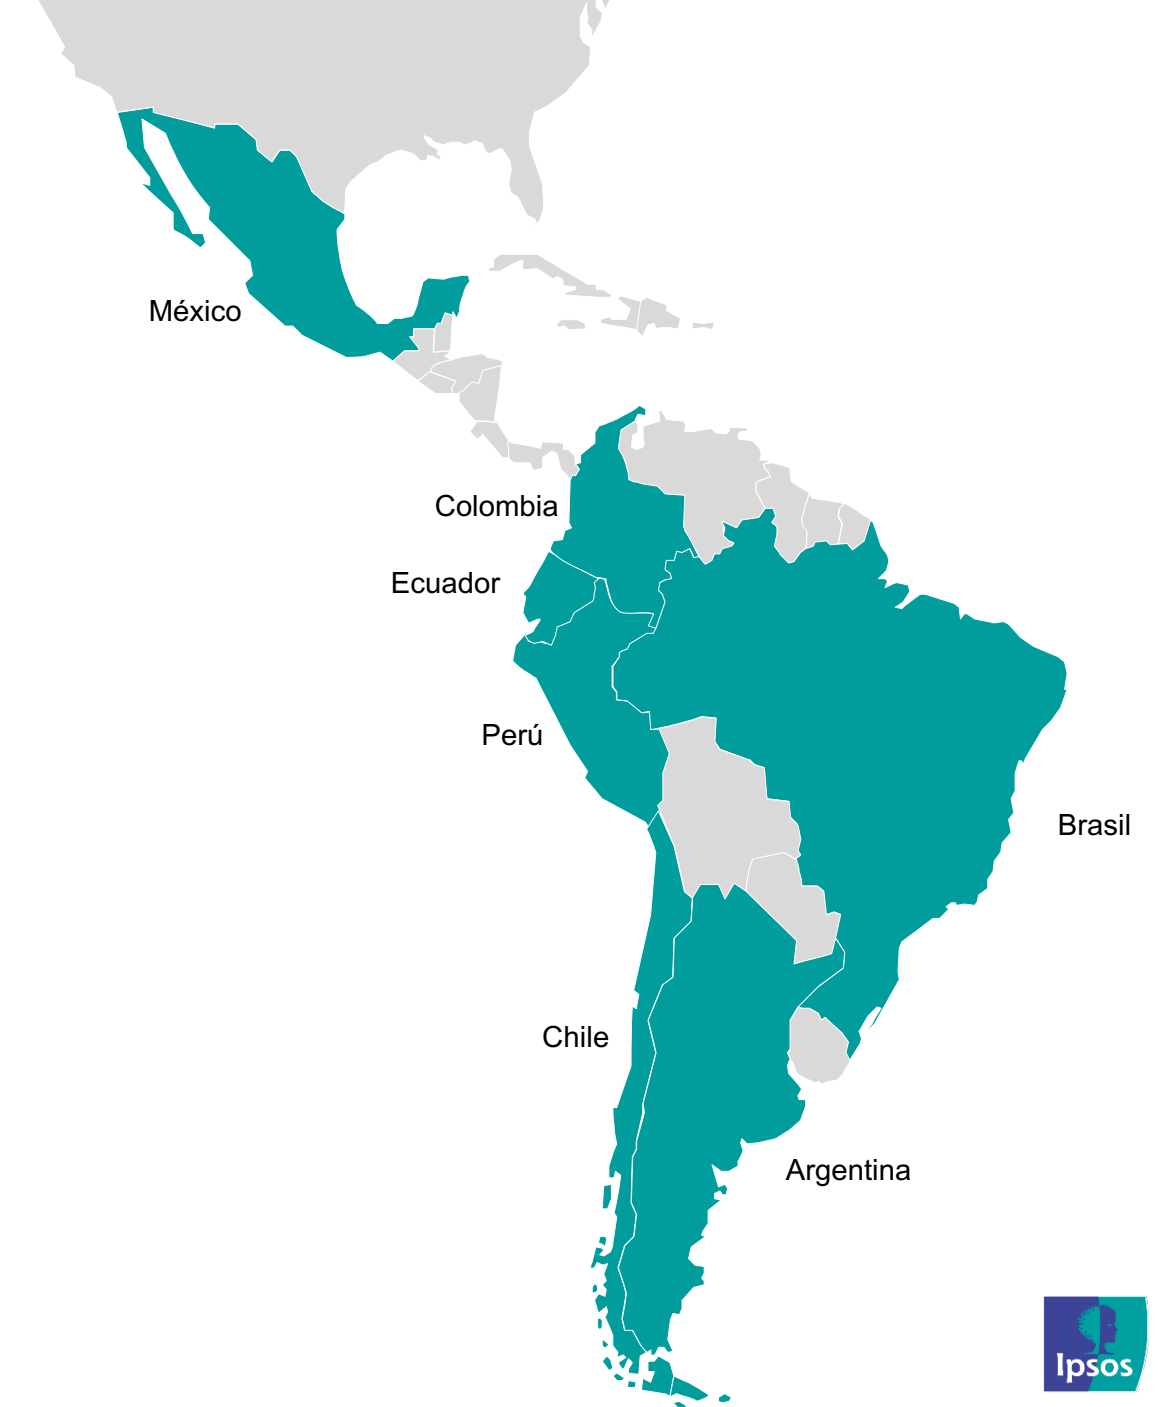 México
Colombia
Ecuador
Perú
Brasil
Chile
Argentina
Ipsos